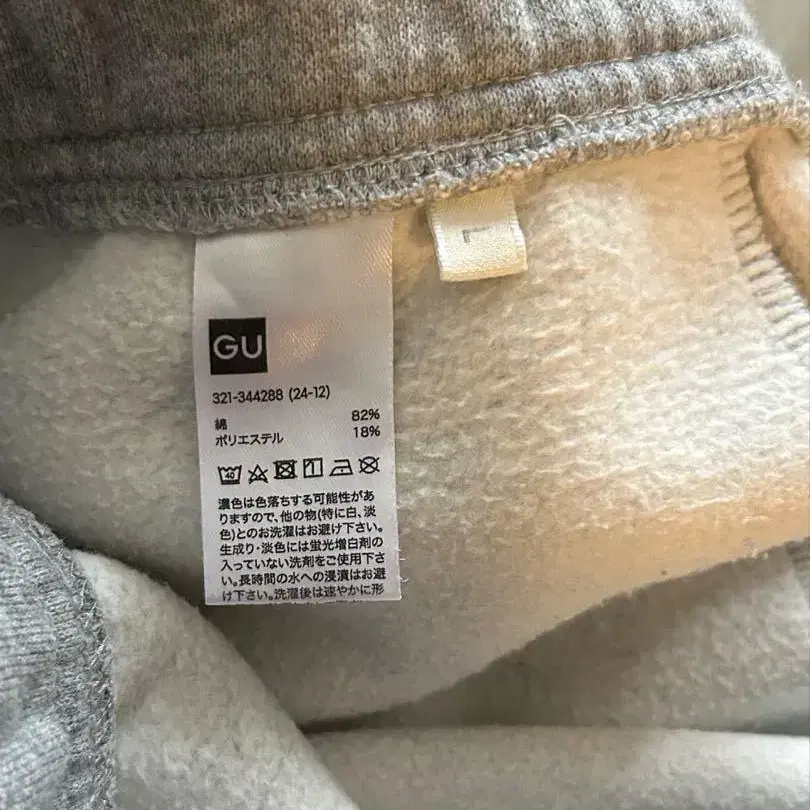 L
GU
321-344288 (24-12)
綿 82%
ポリエステル 18%
40
濃色は色落ちする可能性があ
りますので、他の物(特に白、淡
色)とのお洗濯はお避け下さい。
生成り・淡色には蛍光増白剤の
入っていない洗剤をご使用下さ
い。長時間の水への浸漬はお避
け下さい。洗濯後は速やかに形